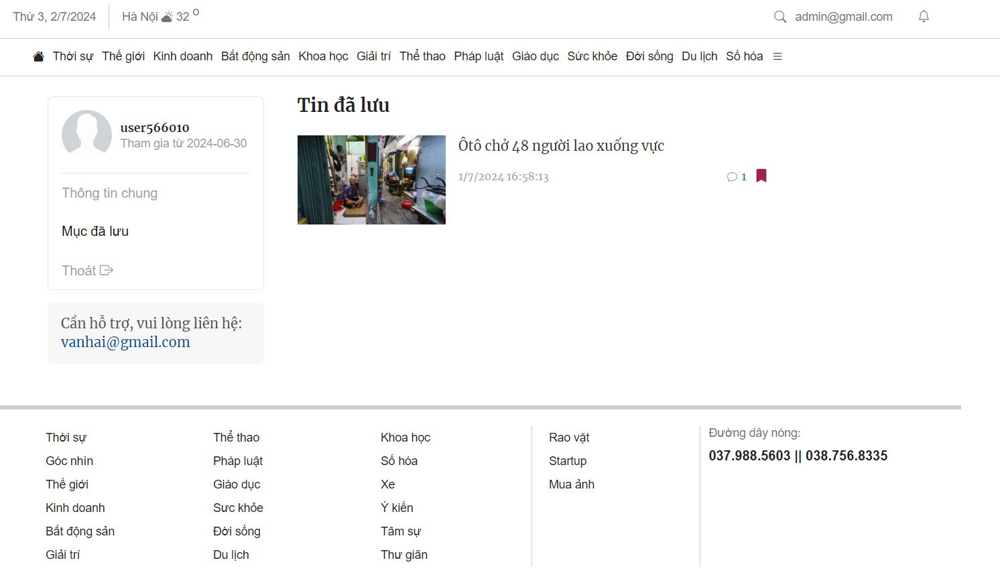 Thứ 3, 2/7/2024 Hà Nội 32 o admin@gmail.com
Thời sự Thế giới Kinh doanh Bất động sản Khoa học Giải trí Thể thao Pháp luật Giáo dục Sức khỏe Đời sống Du lịch Số hóa
user566010
Tham gia từ 2024-06-30
Thông tin chung
Mục đã lưu
Thoát
Cần hỗ trợ, vui lòng liên hệ:
vanhai@gmail.com
Tin đã lưu
Ôtô chở 48 người lao xuống vực
1/7/2024 16:58:13 1
Thời sự
Góc nhìn
Thế giới
Kinh doanh
Bất động sản
Giải trí
Thể thao
Pháp luật
Giáo dục
Sức khỏe
Đời sống
Du lịch
Khoa học
Số hóa
Xe
Ý kiến
Tâm sự
Thư giãn
Rao vặt
Startup
Mua ảnh
Đường dây nóng:
037.988.5603 || 038.756.8335